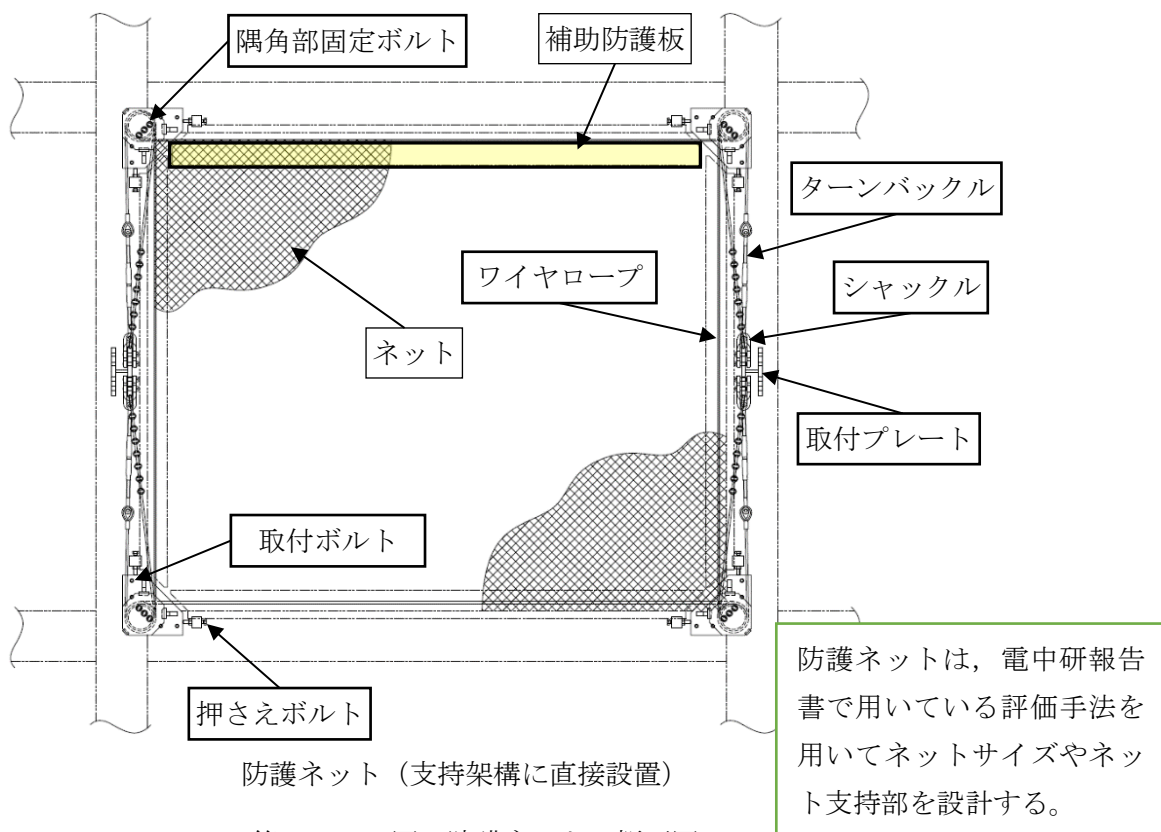 隅角部固定ボルト
補助防護板
ターンバックル
ワイヤロープ
シャックル
ネット
取付プレート
取付ボルト
押さえボルト
防護ネット（支持架構に直接設置）
防護ネットは，電中研報告
書で用いている評価手法を
用いてネットサイズやネッ
ト支持部を設計する。